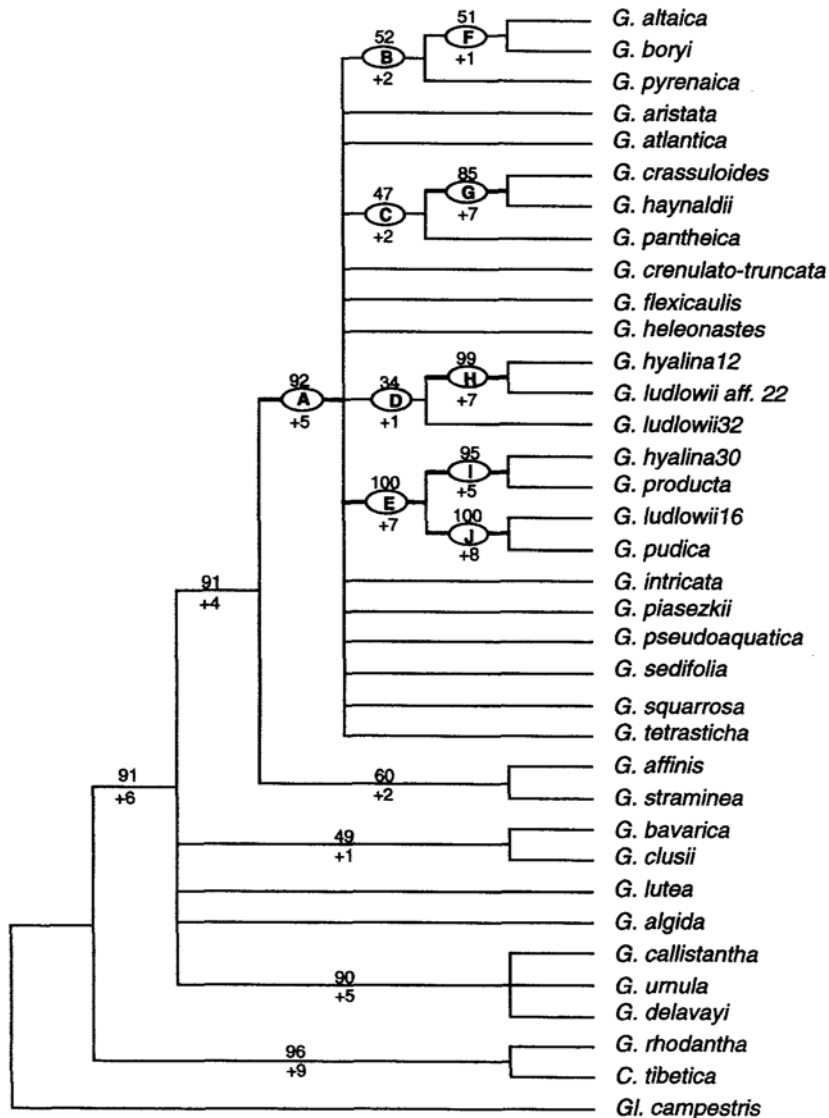 51
G. altaica
52
F
B
G. boryi
+1
+2
G. pyrenaica
G. aristata
G. atlantica
85
G. crassuloides
47
G
G. haynaldii
C
+7
+2
G. pantheica
G. crenulato-truncata
G. flexicaulis
G. heleonastes
99
G. hyalina12
92
34
H
A
D
G. ludlowii aff. 22
+7
+5
+1
G. ludlowii32
95
G. hyalina30
100
I
G. producta
E
+5
+7
100
G. ludlowii16
J
G. pudica
+8
91
G. intricata
+4
G. piasezkii
G. pseudoaquatica
G. sedifolia
G. squarrosa
G. tetrasticha
91
60
G. affinis
+6
+2
G. straminea
49
G. bavarica
+1
G. clusii
G. lutea
G. algida
G. callistantha
90
G. urnula
+5
G. delavayi
96
G. rhodantha
+9
C. tibetica
Gl. campestris